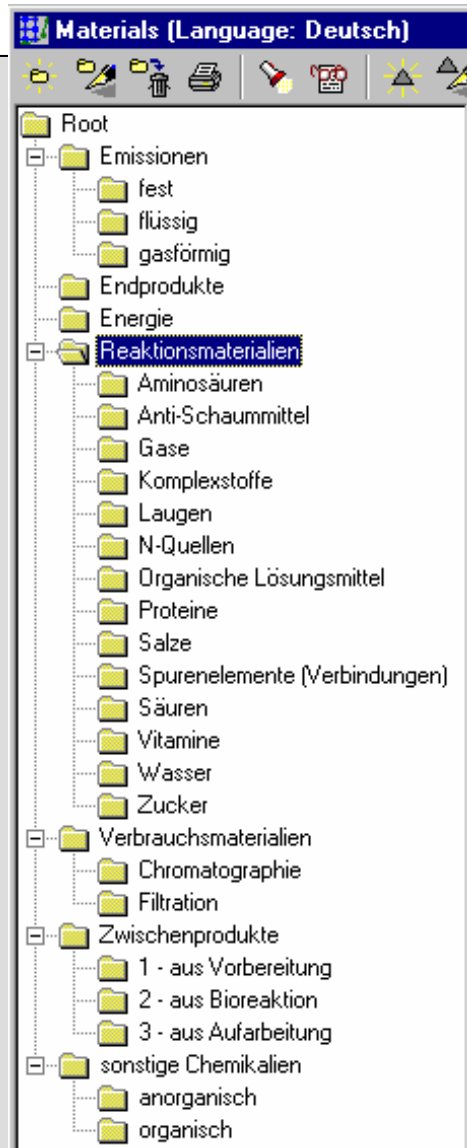 Materials (Language: Deutsch)
Root
Emissionen
fest
flüssig
gasförmig
Endprodukte
Energie
Reaktionsmaterialien
Aminosäuren
Anti-Schaummittel
Gase
Komplexstoffe
Laugen
N-Quellen
Organische Lösungsmittel
Proteine
Salze
Spurenelemente (Verbindungen)
Säuren
Vitamine
Wasser
Zucker
Verbrauchsmaterialien
Chromatographie
Filtration
Zwischenprodukte
1 - aus Vorbereitung
2 - aus Bioreaktion
3 - aus Aufarbeitung
sonstige Chemikalien
anorganisch
organisch